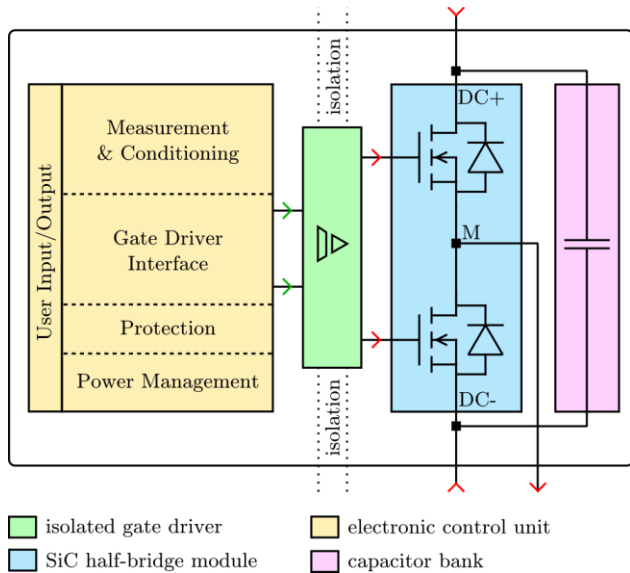 isolation
DC+
Measurement
& Conditioning
User Input/Output
Gate Driver
Interface
M
Protection
Power Management
DC-
isolation
isolated gate driver
electronic control unit
SiC half-bridge module
capacitor bank